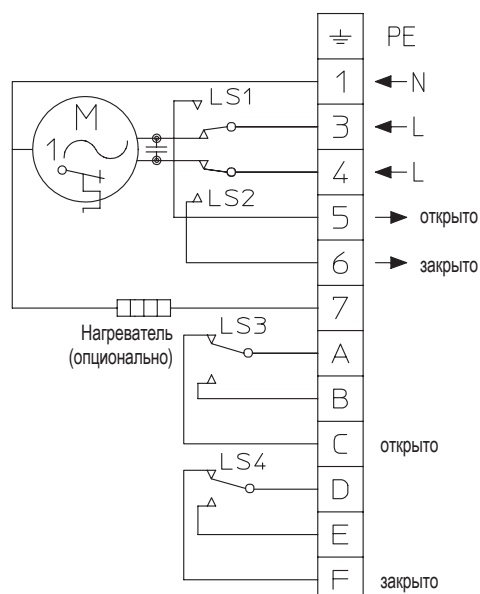 PE
1 N
LS1
M
3 L
1
4 L
LS2
5 открыто
6 закрыто
7
Нагреватель
(опционально)
LS3
A
B
C открыто
LS4
D
E
F закрыто